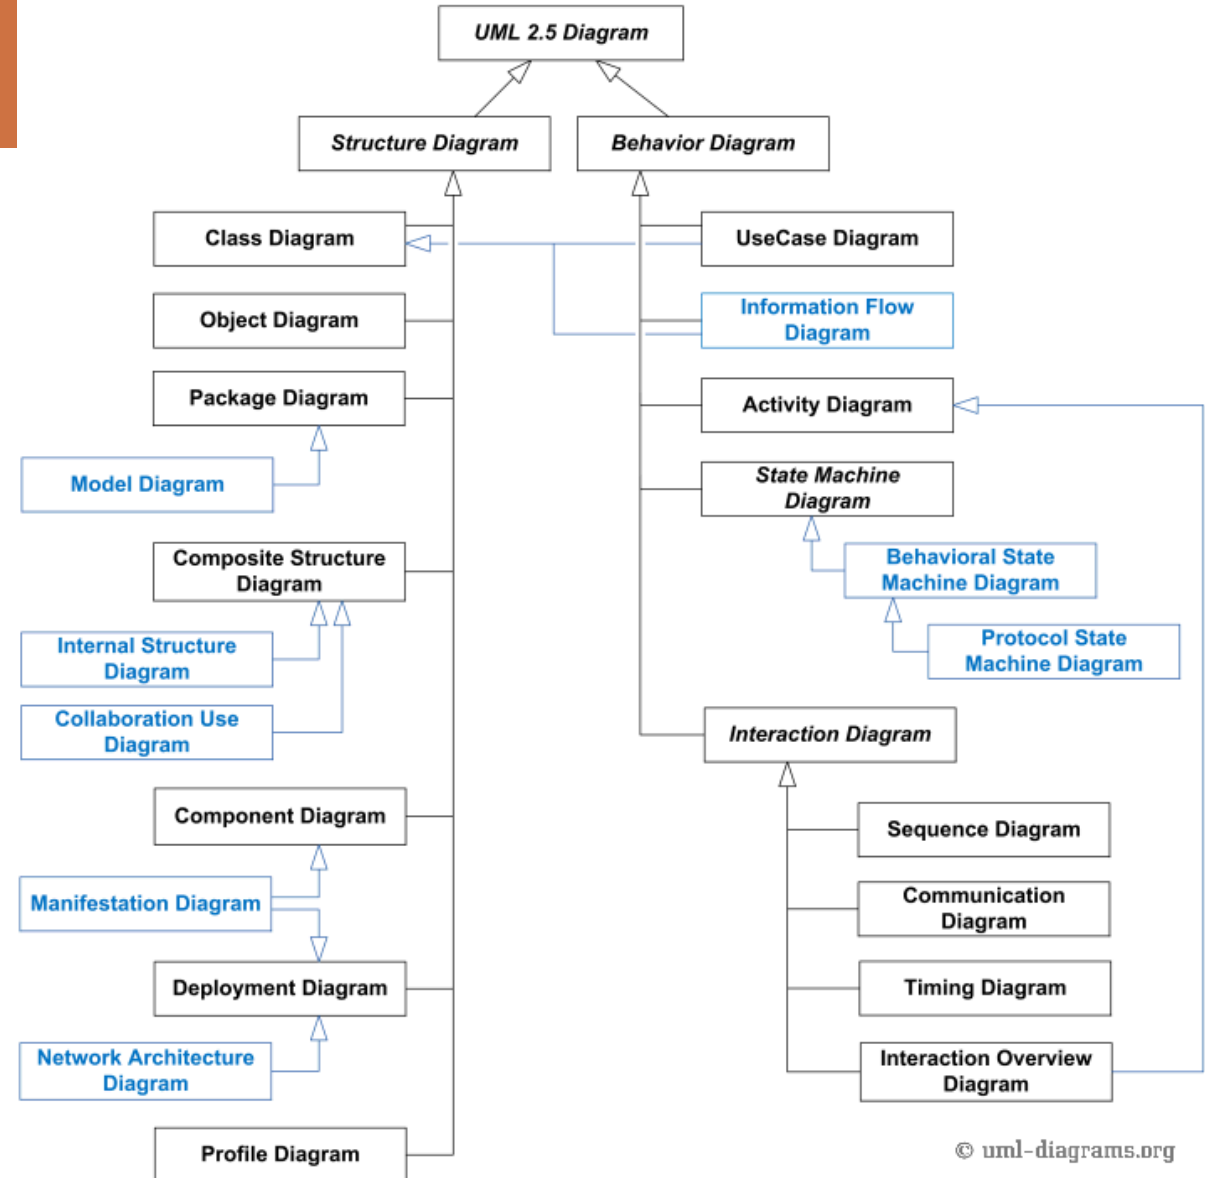 UML 2.5 Diagram
Structure Diagram
Behavior Diagram
Class Diagram
UseCase Diagram
Object Diagram
Information Flow
Diagram
Package Diagram
Activity Diagram
Model Diagram
State Machine
Diagram
Composite Structure
Diagram
Behavioral State
Machine Diagram
Internal Structure
Diagram
Protocol State
Machine Diagram
Collaboration Use
Diagram
Interaction Diagram
Component Diagram
Sequence Diagram
Manifestation Diagram
Communication
Diagram
Deployment Diagram
Timing Diagram
Network Architecture
Diagram
Interaction Overview
Diagram
Profile Diagram
© uml-diagrams.org